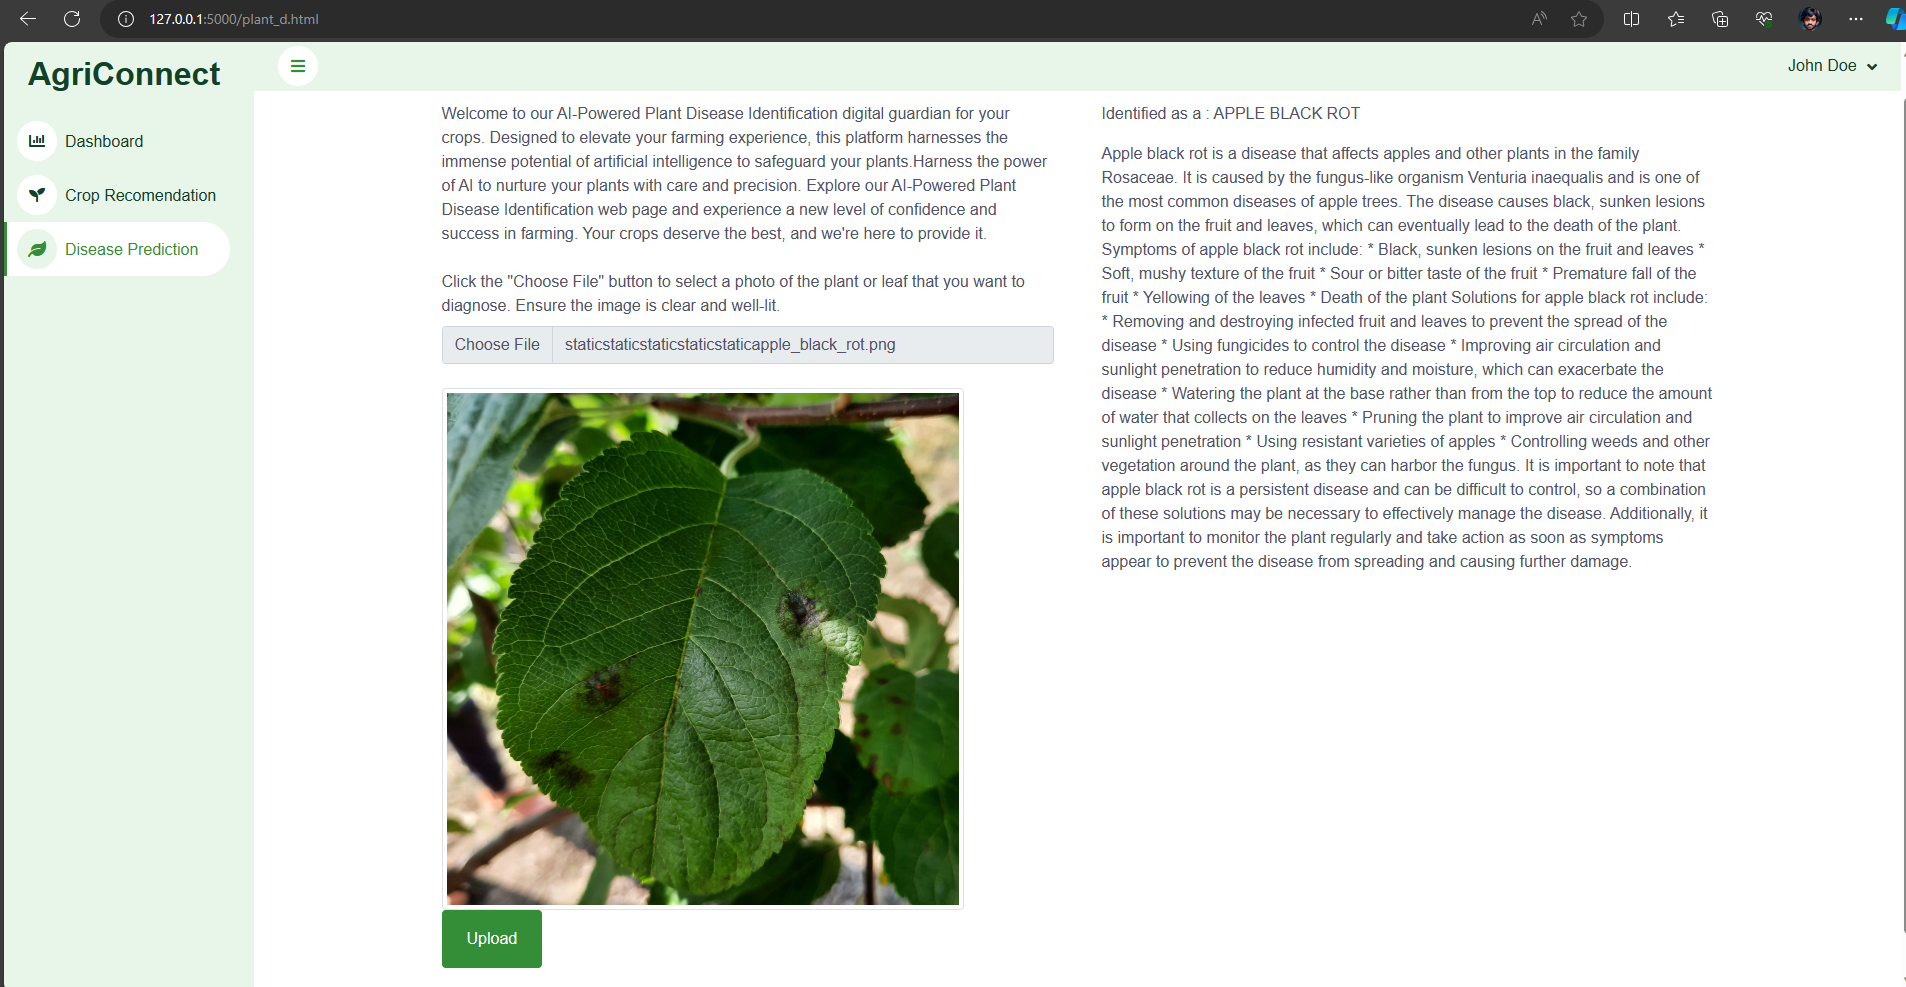 127.0.0.1:5000/plant_d.html
AgriConnect
John Doe
Dashboard
Crop Recomendation
Disease Prediction
Welcome to our AI-Powered Plant Disease Identification digital guardian for your
crops. Designed to elevate your farming experience, this platform harnesses the
immense potential of artificial intelligence to safeguard your plants.Harness the power
of AI to nurture your plants with care and precision. Explore our AI-Powered Plant
Disease Identification web page and experience a new level of confidence and
success in farming. Your crops deserve the best, and we're here to provide it.
Click the "Choose File" button to select a photo of the plant or leaf that you want to
diagnose. Ensure the image is clear and well-lit.
Choose File staticstaticstaticstaticstaticapple_black_rot.png
Upload
Identified as a : APPLE BLACK ROT
Apple black rot is a disease that affects apples and other plants in the family
Rosaceae. It is caused by the fungus-like organism Venturia inaequalis and is one of
the most common diseases of apple trees. The disease causes black, sunken lesions
to form on the fruit and leaves, which can eventually lead to the death of the plant.
Symptoms of apple black rot include: * Black, sunken lesions on the fruit and leaves *
Soft, mushy texture of the fruit * Sour or bitter taste of the fruit * Premature fall of the
fruit * Yellowing of the leaves * Death of the plant Solutions for apple black rot include:
* Removing and destroying infected fruit and leaves to prevent the spread of the
disease * Using fungicides to control the disease * Improving air circulation and
sunlight penetration to reduce humidity and moisture, which can exacerbate the
disease * Watering the plant at the base rather than from the top to reduce the amount
of water that collects on the leaves * Pruning the plant to improve air circulation and
sunlight penetration * Using resistant varieties of apples * Controlling weeds and other
vegetation around the plant, as they can harbor the fungus. It is important to note that
apple black rot is a persistent disease and can be difficult to control, so a combination
of these solutions may be necessary to effectively manage the disease. Additionally, it
is important to monitor the plant regularly and take action as soon as symptoms
appear to prevent the disease from spreading and causing further damage.